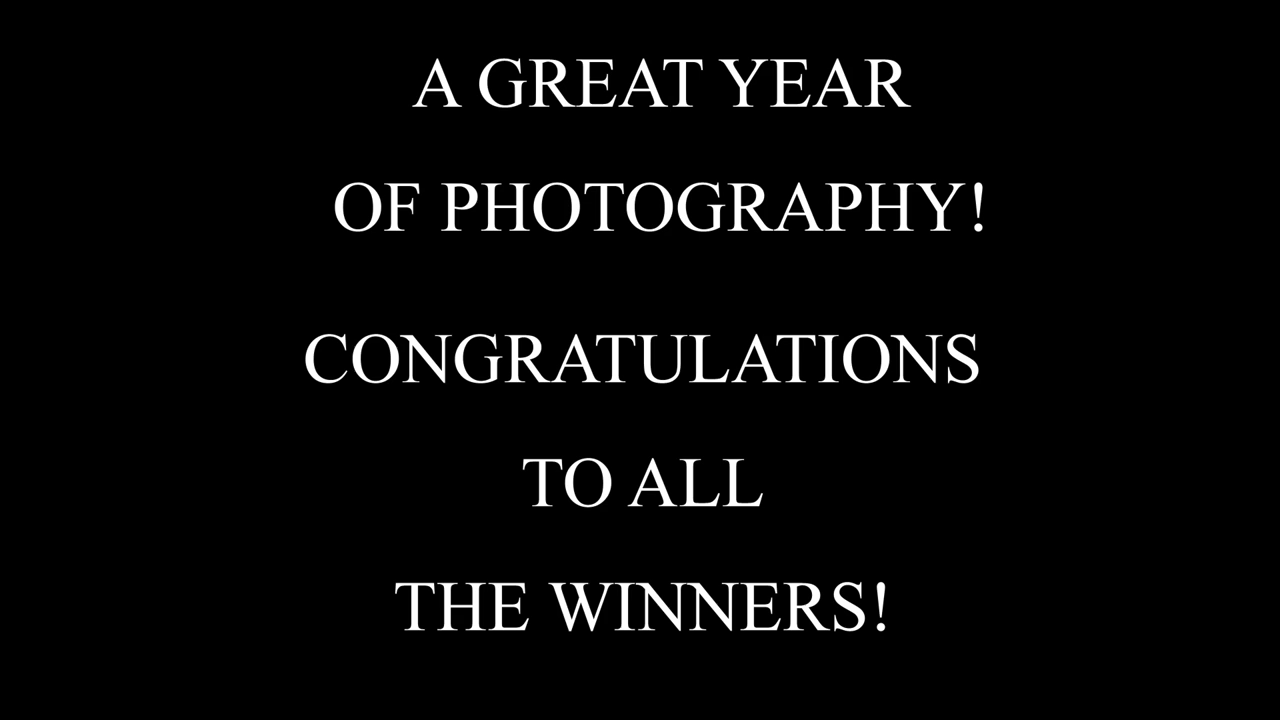 A GREAT YEAR
OF PHOTOGRAPHY!
CONGRATULATIONS
TO ALL
THE WINNERS!